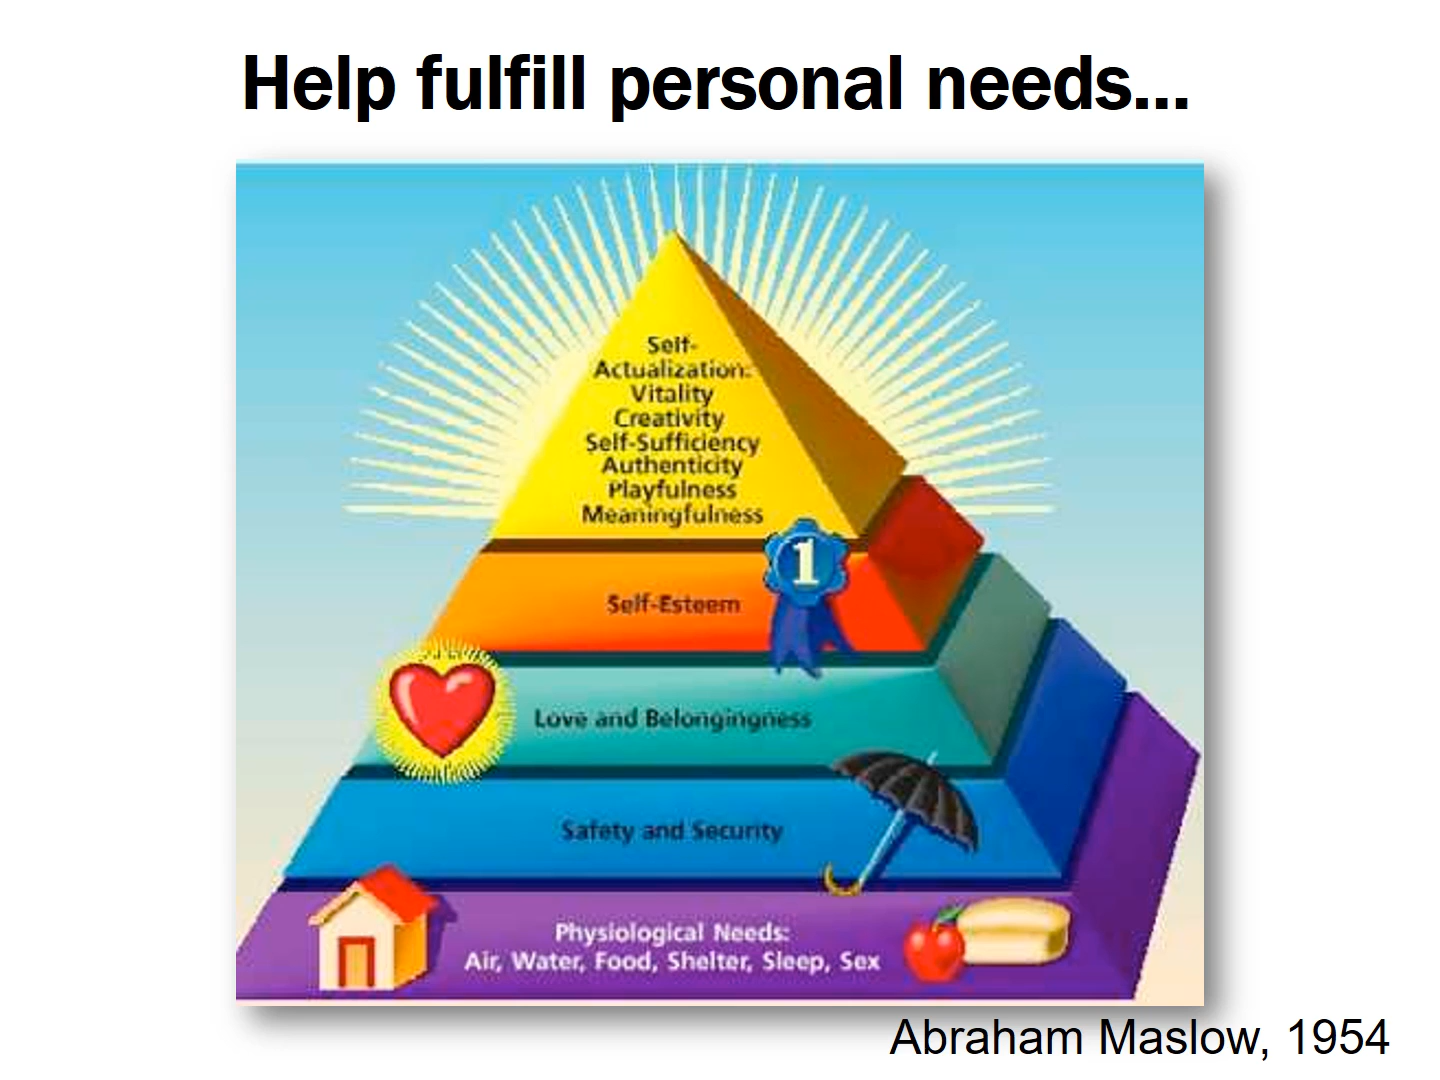 Help fulfill personal needs...
Self-
Actualization:
Vitality
Creativity
Self-Sufficiency
Authenticity
Playfulness
Meaningfulness
1
Self-Esteem
Love and Belongingness
Safety and Security
Physiological Needs:
Air, Water, Food, Shelter, Sleep, Sex
Abraham Maslow, 1954